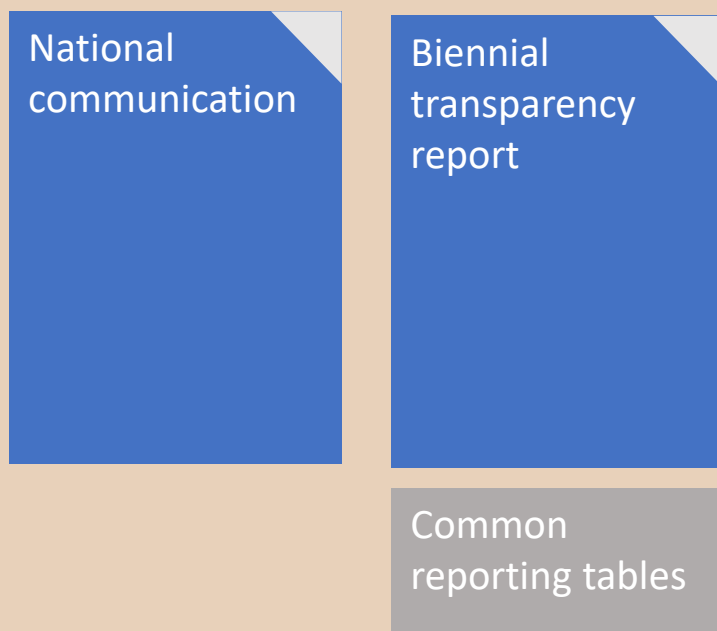 National
communication
Biennial
transparency
report
Common
reporting tables